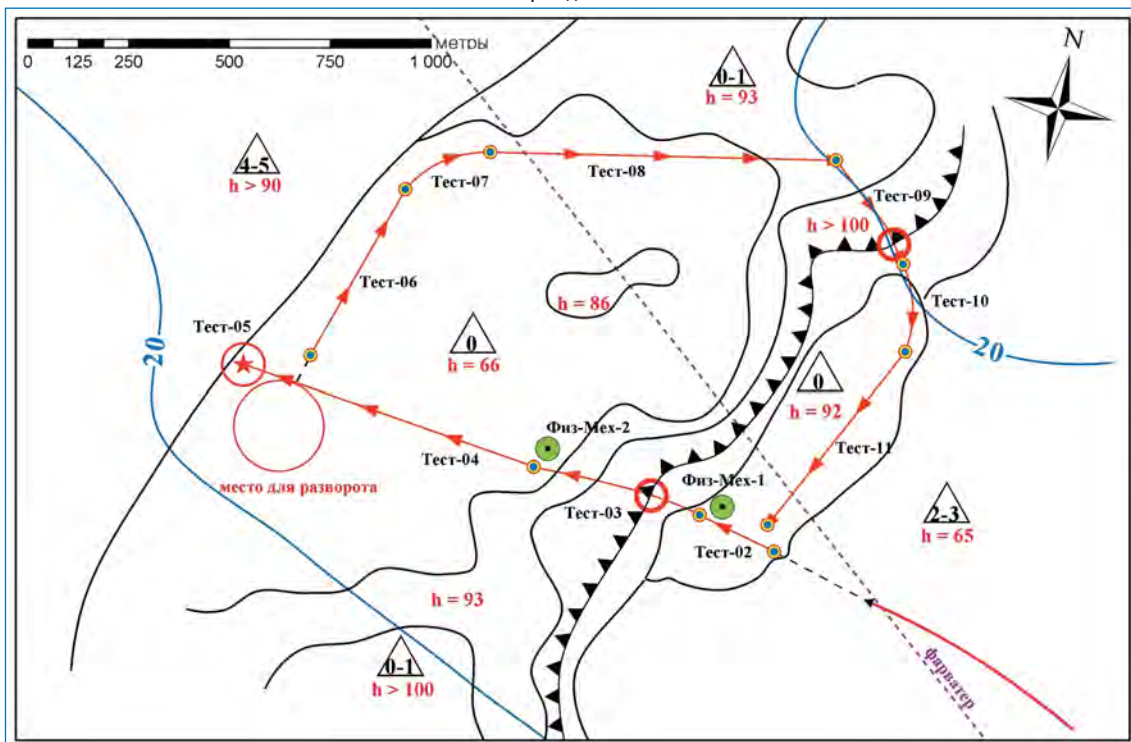 метры
0 125 250 500 750 1 000
N
0-1
h = 93
4-5
h > 90
Тест-07
Тест-08
Тест-09
h > 100
Тест-06
Тест-10
h = 86
Тест-05
20
0
h = 66
20
0
h = 92
Физ-Мех-2
Тест-11
Тест-04
Физ-Мех-1
место для разворота
Тест-03
2-3
h = 65
Тест-02
h = 93
0-1
h > 100
фарватер